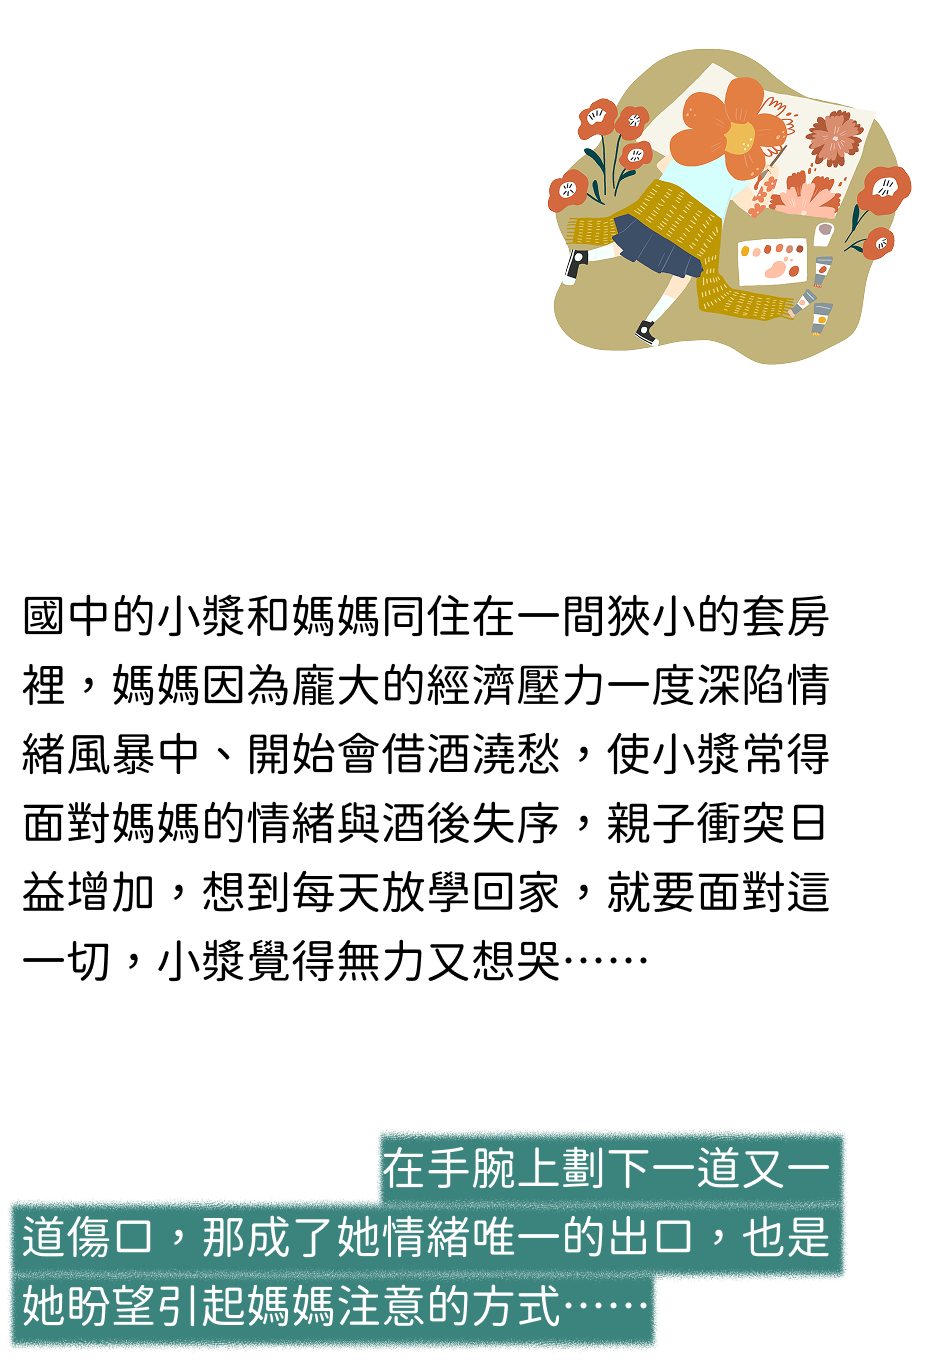 國中的小漿和媽媽同住在一間狹小的套房
裡，媽媽因為龐大的經濟壓力一度深陷情
緒風暴中、開始會借酒澆愁，使小漿常得
面對媽媽的情緒與酒後失序，親子衝突日
益增加，想到每天放學回家，就要面對這
一切，小漿覺得無力又想哭⋯⋯
在手腕上劃下一道又一
道傷口，那成了她情緒唯一的出口，也是
她盼望引起媽媽注意的方式⋯⋯